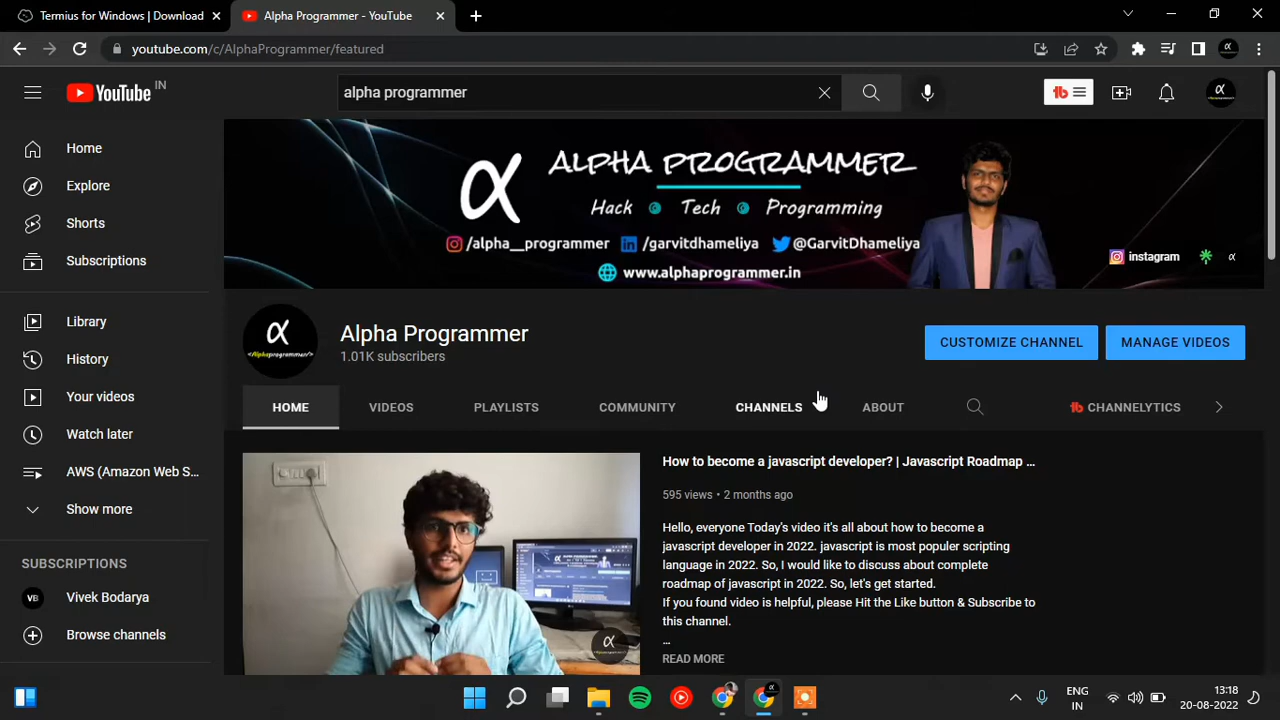 Termius for Windows | Download
Alpha Programmer - YouTube
youtube.com/c/AlphaProgrammer/featured
YouTube IN
alpha programmer
Home
Explore
Shorts
Subscriptions
Library
History
Your videos
Watch later
AWS (Amazon Web S...
Show more
SUBSCRIPTIONS
VB Vivek Bodarya
Browse channels
α ALPHA PROGRAMMER
Hack Tech Programming
/alpha__programmer /garvitdhameliya @GarvitDhameliya
www.alphaprogrammer.in
instagram α
α
<Alphaprogrammer/>
Alpha Programmer
1.01K subscribers
CUSTOMIZE CHANNEL MANAGE VIDEOS
HOME VIDEOS PLAYLISTS COMMUNITY CHANNELS ABOUT CHANNELYTICS
How to become a javascript developer? | Javascript Roadmap ...
595 views • 2 months ago
Hello, everyone Today's video it's all about how to become a
javascript developer in 2022. javascript is most populer scripting
language in 2022. So, I would like to discuss about complete
roadmap of javascript in 2022. So, let's get started.
If you found video is helpful, please Hit the Like button & Subscribe to
this channel.
...
READ MORE
ENG
IN
13:18
20-08-2022